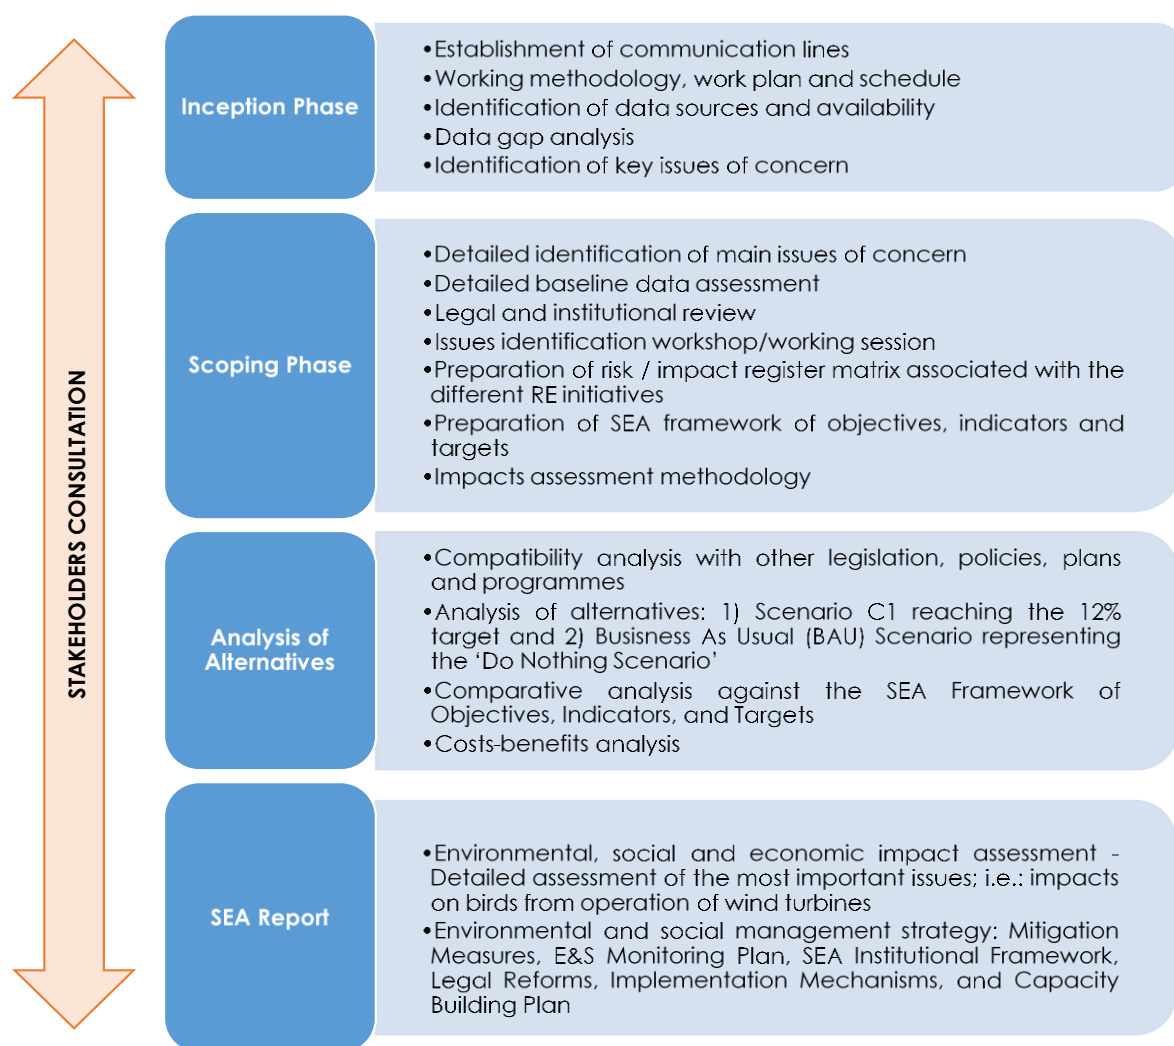 STAKEHOLDERS CONSULTATION
Inception Phase
•Establishment of communication lines
•Working methodology, work plan and schedule
•Identification of data sources and availability
•Data gap analysis
•Identification of key issues of concern
Scoping Phase
•Detailed identification of main issues of concern
•Detailed baseline data assessment
•Legal and institutional review
•Issues identification workshop/working session
•Preparation of risk / impact register matrix associated with the
different RE initiatives
•Preparation of SEA framework of objectives, indicators and
targets
•Impacts assessment methodology
Analysis of
Alternatives
•Compatibility analysis with other legislation, policies, plans
and programmes
•Analysis of alternatives: 1) Scenario C1 reaching the 12%
target and 2) Busisness As Usual (BAU) Scenario representing
the ‘Do Nothing Scenario’
•Comparative analysis against the SEA Framework of
Objectives, Indicators, and Targets
•Costs-benefits analysis
SEA Report
•Environmental, social and economic impact assessment -
Detailed assessment of the most important issues; i.e.: impacts
on birds from operation of wind turbines
•Environmental and social management strategy: Mitigation
Measures, E&S Monitoring Plan, SEA Institutional Framework,
Legal Reforms, Implementation Mechanisms, and Capacity
Building Plan